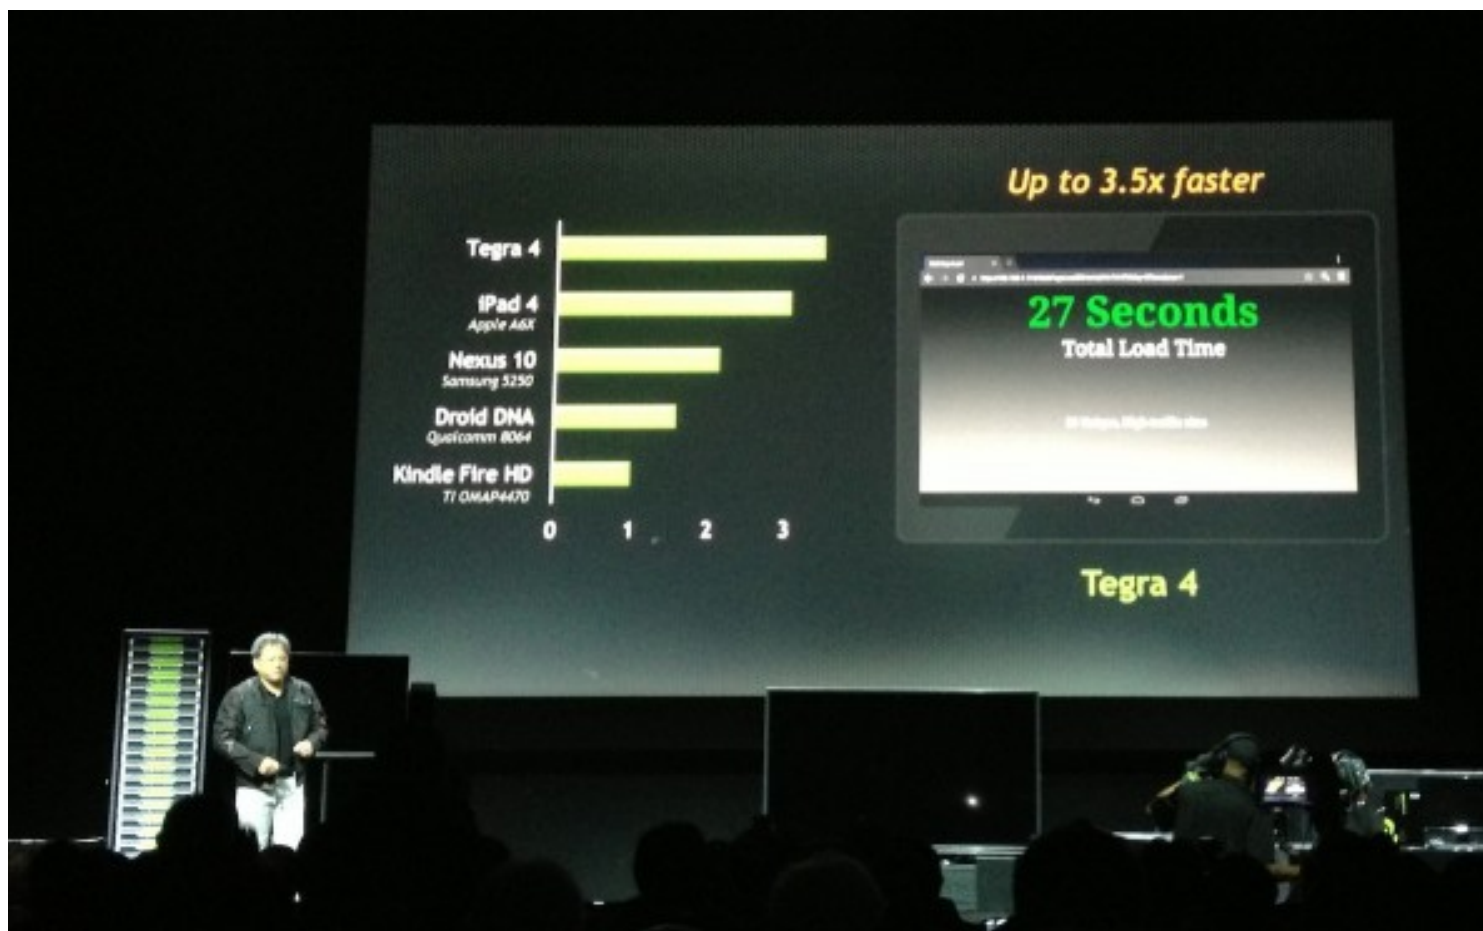 Up to 3.5x faster
Tegra 4
iPad 4
Apple A6X
Nexus 10
Samsung 5250
Droid DNA
Qualcomm 8064
Kindle Fire HD
TI OMAP4470
0 1 2 3
27 Seconds
Total Load Time
Tegra 4